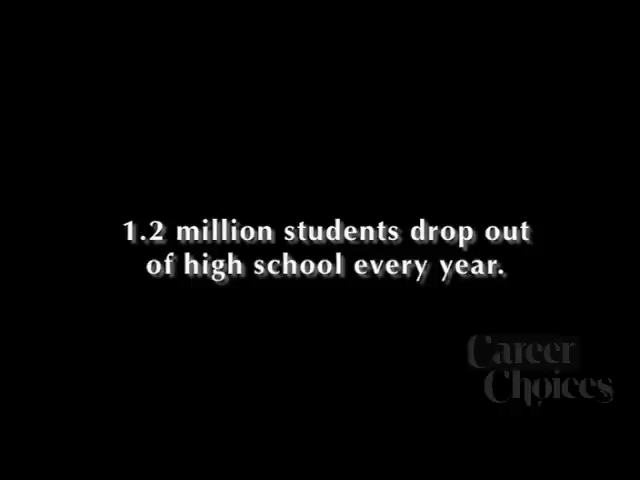 1.2 million students drop out
of high school every year.
Career
Choices